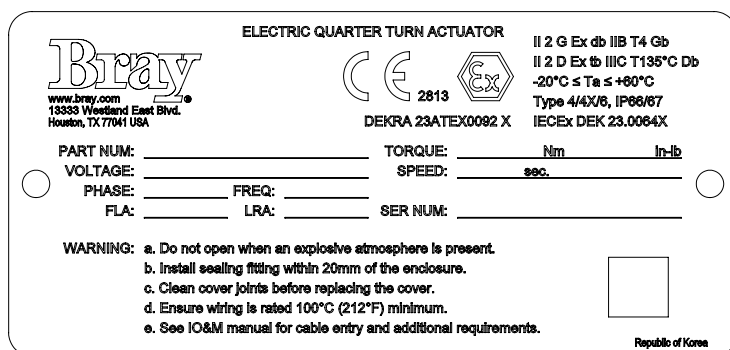 ELECTRIC QUARTER TURN ACTUATOR
Bray®
www.bray.com
13333 Westland East Blvd.
Houston, TX 77041 USA
CE 2813 Ex
DEKRA 23ATEX0092 X
II 2 G Ex db IIB T4 Gb
II 2 D Ex tb IIIC T135°C Db
-20°C ≤ Ta ≤ +60°C
Type 4/4X/6, IP66/67
IECEx DEK 23.0064X
PART NUM: TORQUE: Nm in-lb
VOLTAGE: SPEED: sec.
PHASE: FREQ:
FLA: LRA: SER NUM:
WARNING: a. Do not open when an explosive atmosphere is present.
b. Install sealing fitting within 20mm of the enclosure.
c. Clean cover joints before replacing the cover.
d. Ensure wiring is rated 100°C (212°F) minimum.
e. See IO&M manual for cable entry and additional requirements.
Republic of Korea